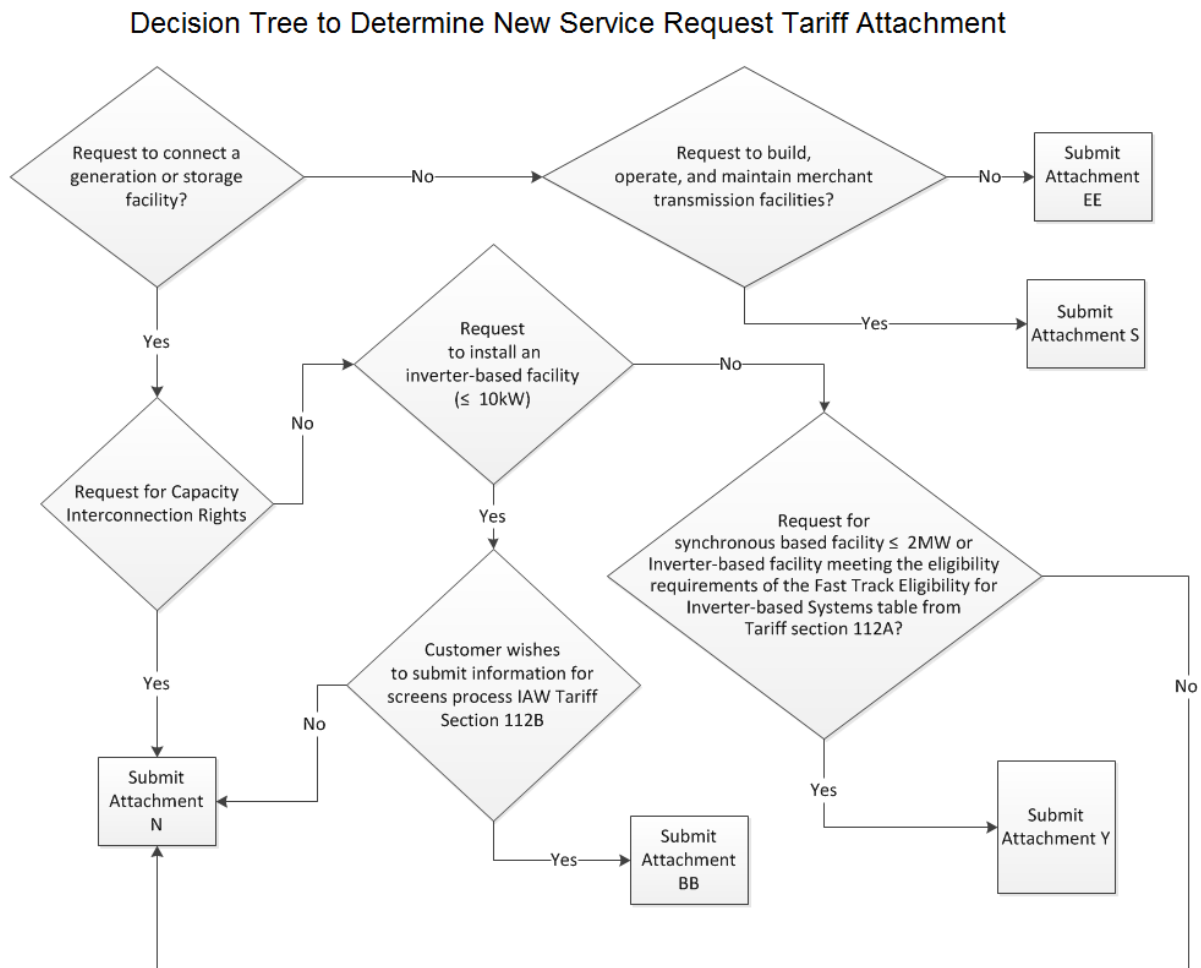 Decision Tree to Determine New Service Request Tariff Attachment
Request to connect a
generation or storage
facility?
No
Request to build,
operate, and maintain merchant
transmission facilities?
No
Submit
Attachment
EE
Yes
Submit
Attachment S
Yes
Request
to install an
inverter-based facility
(≤ 10kW)
No
No
Request for Capacity
Interconnection Rights
Yes
Request for
synchronous based facility ≤ 2MW or
Inverter-based facility meeting the eligibility
requirements of the Fast Track Eligibility for
Inverter-based Systems table from
Tariff section 112A?
Customer wishes
to submit information for
screens process IAW Tariff
Section 112B
Yes
No
No
Submit
Attachment
N
Yes
Submit
Attachment Y
Yes
Submit
Attachment
BB